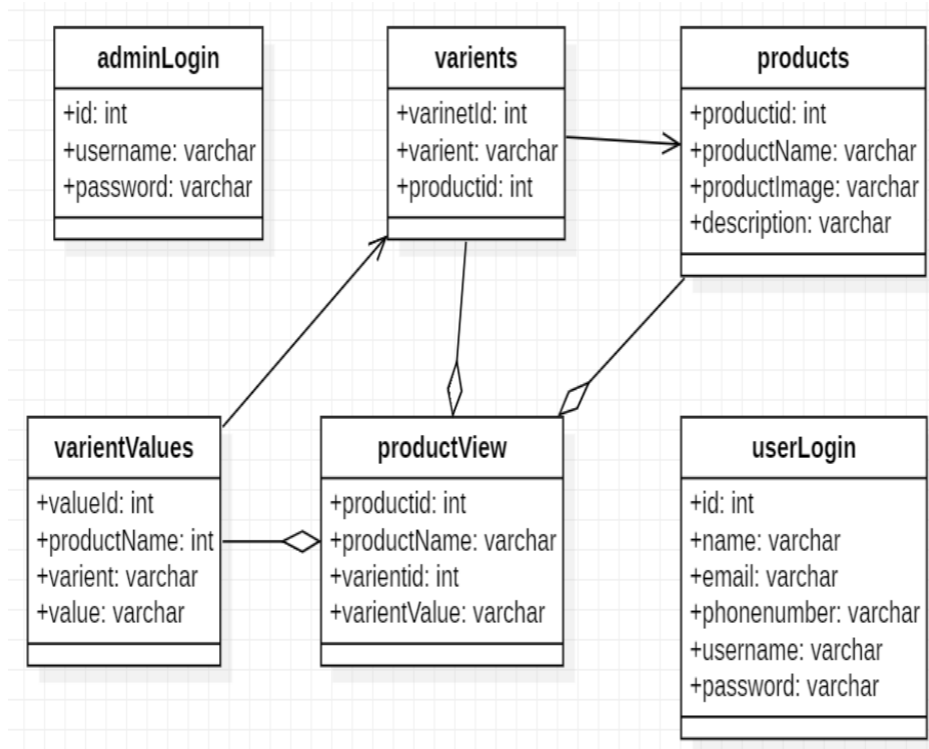 adminLogin
+id: int
+username: varchar
+password: varchar
varients
+varinetId: int
+varient: varchar
+productid: int
products
+productid: int
+productName: varchar
+productImage: varchar
+description: varchar
varientValues
+valueId: int
+productName: int
+varient: varchar
+value: varchar
productView
+productid: int
+productName: varchar
+varientid: int
+varientValue: varchar
userLogin
+id: int
+name: varchar
+email: varchar
+phonenumber: varchar
+username: varchar
+password: varchar